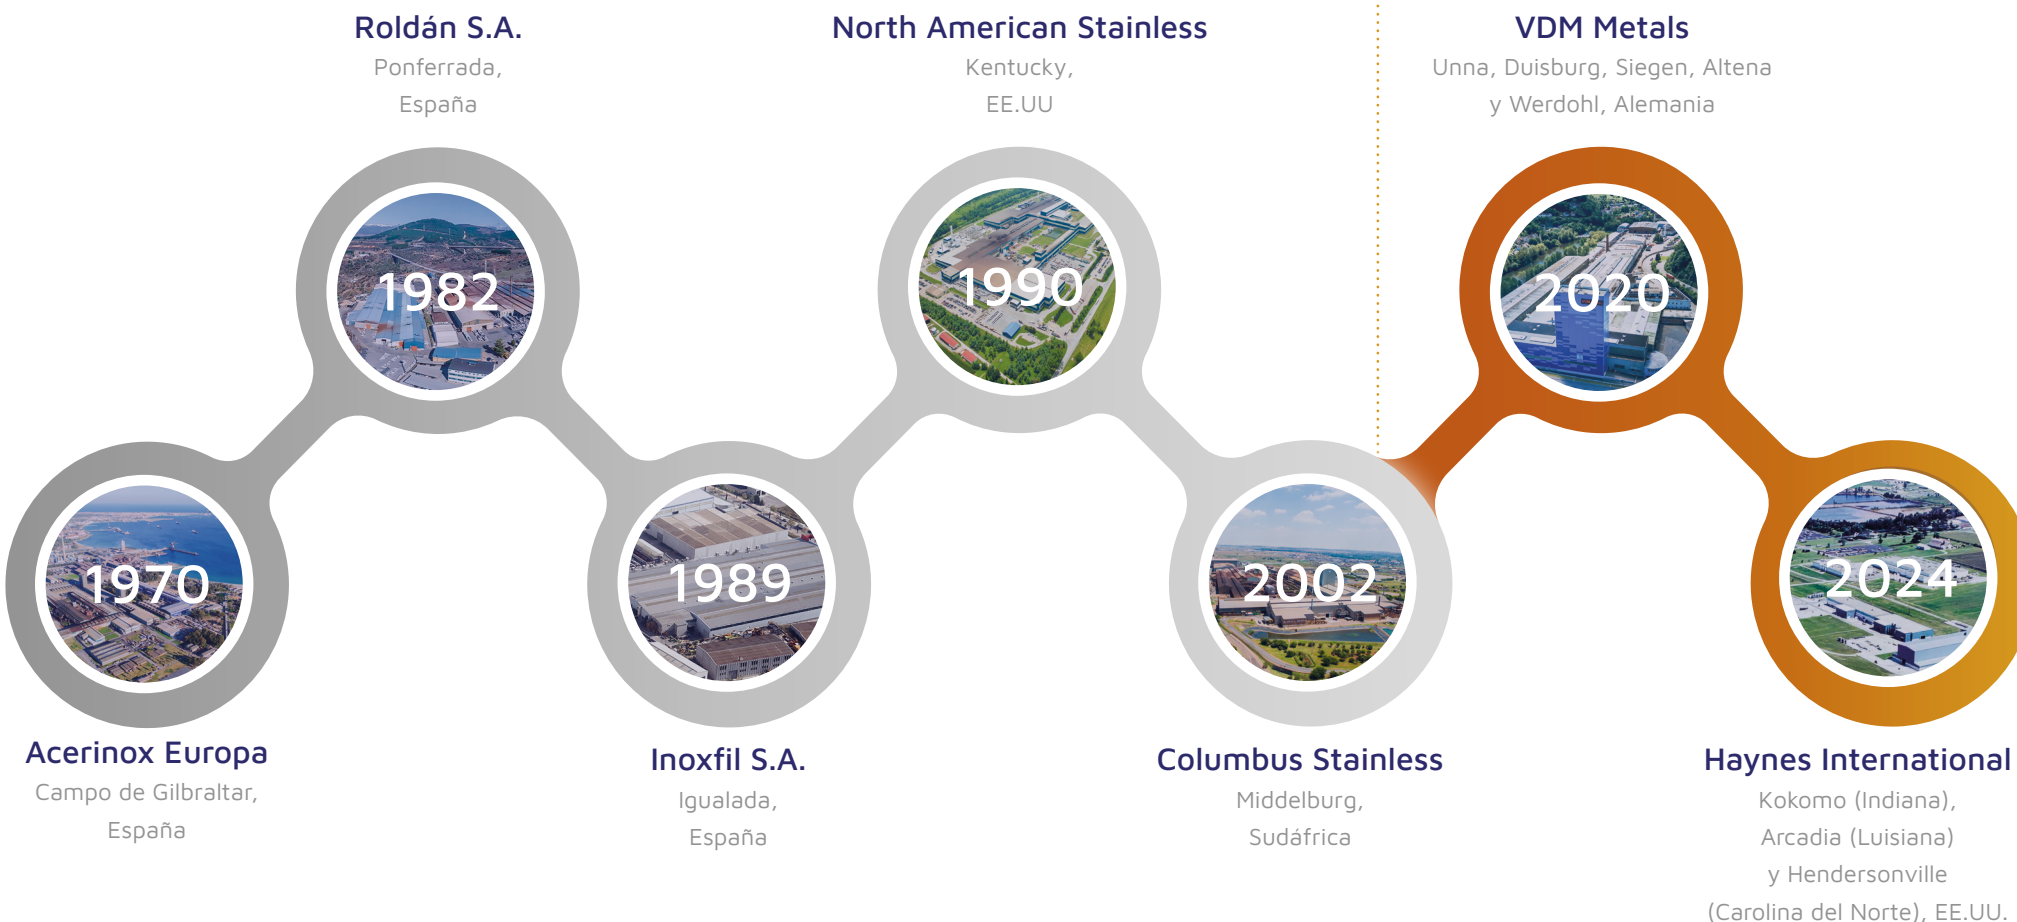 Roldán S.A.
Ponferrada,
España
North American Stainless
Kentucky,
EE.UU
VDM Metals
Unna, Duisburg, Siegen, Altena
y Werdohl, Alemania
1982
1990
2020
1970
1989
2002
2024
Acerinox Europa
Campo de Gilbraltar,
España
Inoxfil S.A.
Igualada,
España
Columbus Stainless
Middelburg,
Sudáfrica
Haynes International
Kokomo (Indiana),
Arcadia (Luisiana)
y Hendersonville
(Carolina del Norte), EE.UU.